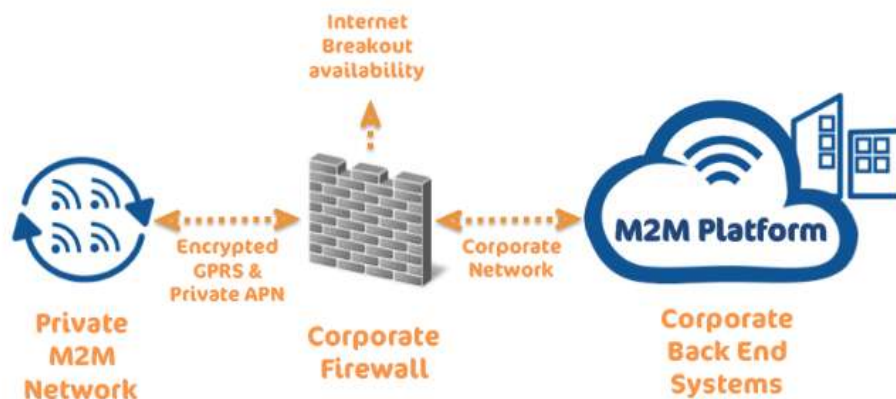 Internet
Breakout
availability
M2M Platform
Encrypted
GPRS &
Private APN
Corporate
Network
Private
M2M
Network
Corporate
Firewall
Corporate
Back End
Systems